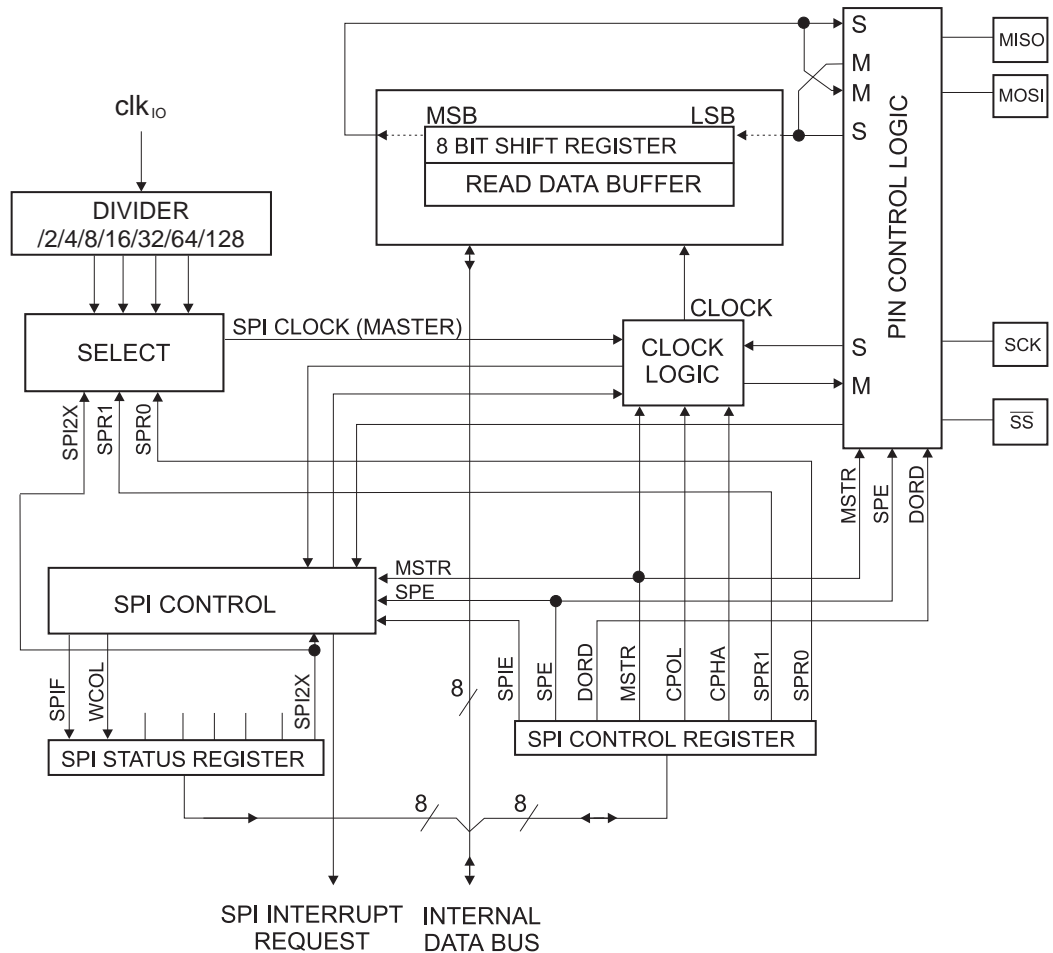 S
MISO
M
M
MOSI
clk IO
MSB
LSB
S
8 BIT SHIFT REGISTER
READ DATA BUFFER
PIN CONTROL LOGIC
DIVIDER
/2/4/8/16/32/64/128
CLOCK
SPI CLOCK (MASTER)
SELECT
CLOCK
LOGIC
S
SCK
M
SS
SPI2X
SPR1
SPR0
MSTR
SPE
DORD
MSTR
SPE
SPI CONTROL
SPIF
WCOL
SPI2X
8
SPIE
SPE
DORD
MSTR
CPOL
CPHA
SPR1
SPR0
SPI STATUS REGISTER
SPI CONTROL REGISTER
8
8
SPI INTERRUPT
REQUEST
INTERNAL
DATA BUS